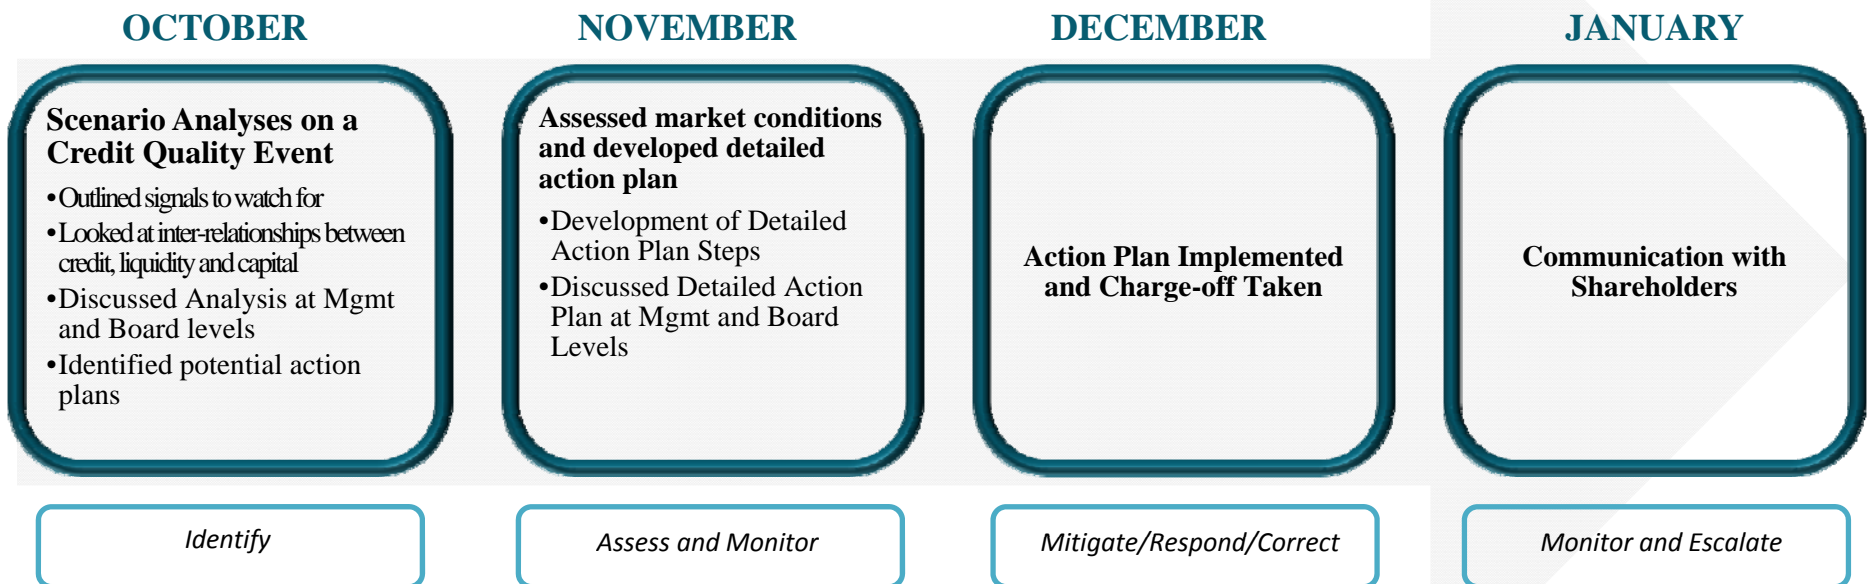 OCTOBER
Scenario Analyses on a
Credit Quality Event
•Outlined signals to watch for
•Looked at inter-relationships between
credit, liquidity and capital
•Discussed Analysis at Mgmt
and Board levels
•Identified potential action
plans
Identify
NOVEMBER
Assessed market conditions
and developed detailed
action plan
•Development of Detailed
Action Plan Steps
•Discussed Detailed Action
Plan at Mgmt and Board
Levels
Assess and Monitor
DECEMBER
Action Plan Implemented
and Charge-off Taken
Mitigate/Respond/Correct
JANUARY
Communication with
Shareholders
Monitor and Escalate